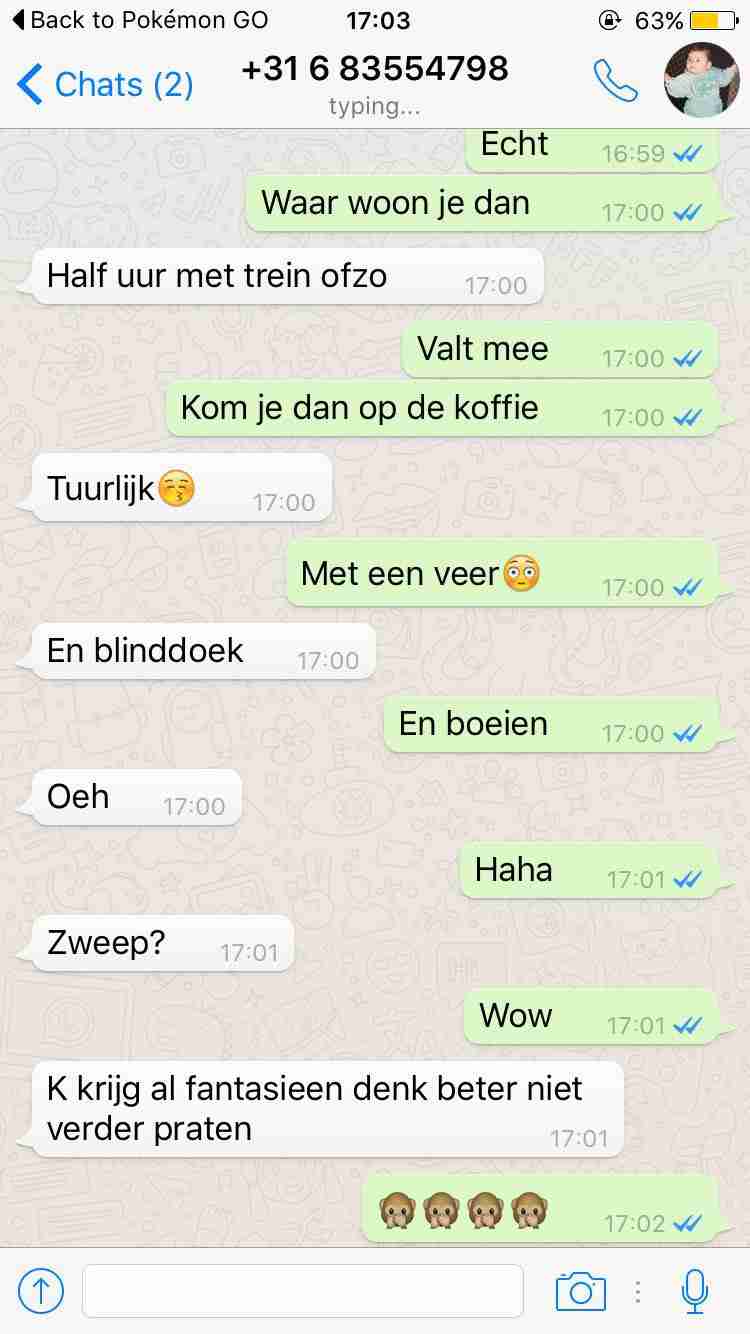 Back to Pokémon GO 17:03 63%
Chats (2) +31 6 83554798
typing...
Echt 16:59
Waar woon je dan 17:00
Half uur met trein ofzo 17:00
Valt mee 17:00
Kom je dan op de koffie 17:00
Tuurlijk😚 17:00
Met een veer😳 17:00
En blinddoek 17:00
En boeien 17:00
Oeh 17:00
Haha 17:01
Zweep? 17:01
Wow 17:01
K krijg al fantasieen denk beter niet
verder praten 17:01
🙊🙊🙊🙊 17:02